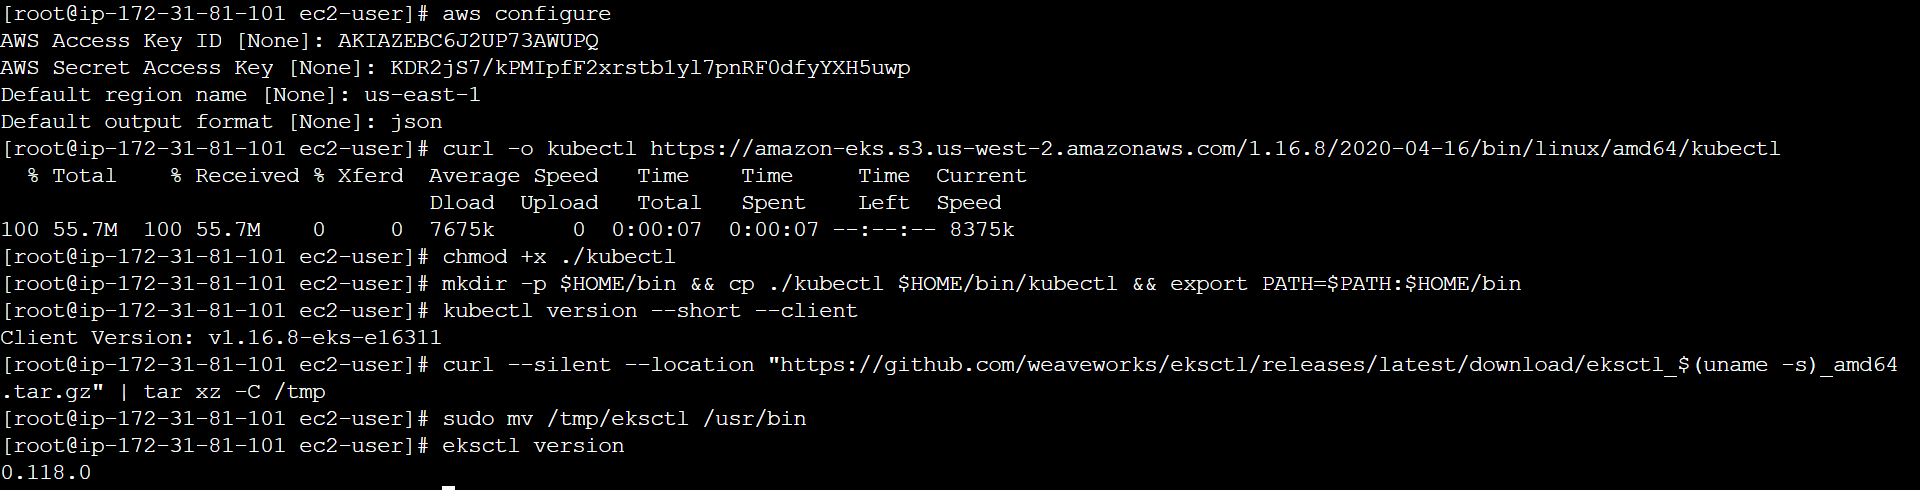 [root@ip-172-31-81-101 ec2-user]# aws configure
AWS Access Key ID [None]: AKIAZEBC6J2UP73AWUPQ
AWS Secret Access Key [None]: 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
Default region name [None]: us-east-1
Default output format [None]: json
[root@ip-172-31-81-101 ec2-user]# curl -o kubectl https://amazon-eks.s3.us-west-2.amazonaws.com/1.16.8/2020-04-16/bin/linux/amd64/kubectl
  % Total    % Received % Xferd  Average Speed   Time    Time     Time  Current
                                 Dload  Upload   Total   Spent    Left  Speed
100 55.7M  100 55.7M    0     0  7675k      0  0:00:07  0:00:07 --:--:-- 8375k
[root@ip-172-31-81-101 ec2-user]# chmod +x ./kubectl
[root@ip-172-31-81-101 ec2-user]# mkdir -p $HOME/bin && cp ./kubectl $HOME/bin/kubectl && export PATH=$PATH:$HOME/bin
[root@ip-172-31-81-101 ec2-user]# kubectl version --short --client
Client Version: v1.16.8-eks-e16311
[root@ip-172-31-81-101 ec2-user]# curl --silent --location "https://github.com/weaveworks/eksctl/releases/latest/download/eksctl_$(uname -s)_amd64
.tar.gz" | tar xz -C /tmp
[root@ip-172-31-81-101 ec2-user]# sudo mv /tmp/eksctl /usr/bin
[root@ip-172-31-81-101 ec2-user]# eksctl version
0.118.0